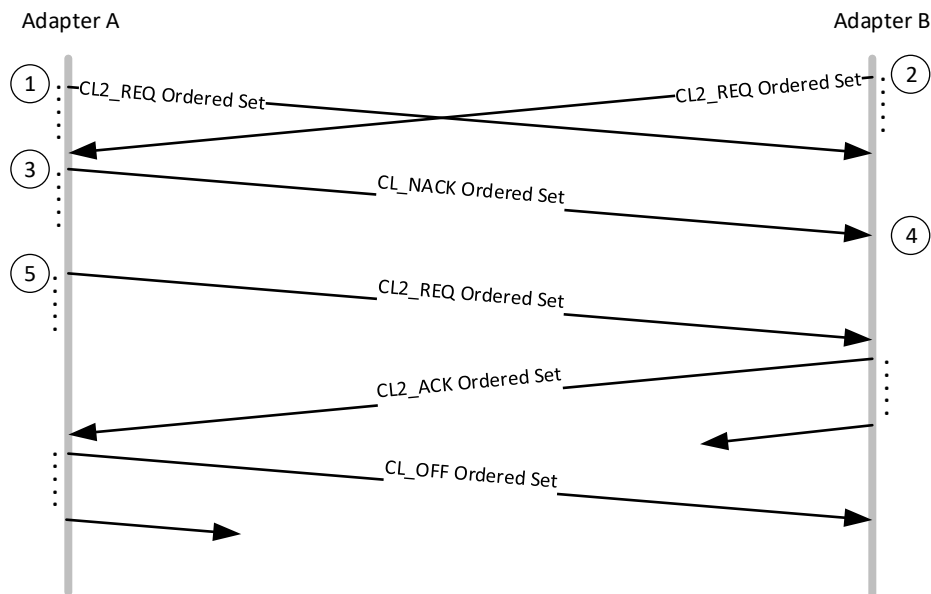 Adapter A
Adapter B
1
CL2_REQ Ordered Set
CL2_REQ Ordered Set
2
3
CL_NACK Ordered Set
4
5
CL2_REQ Ordered Set
CL2_ACK Ordered Set
CL_OFF Ordered Set